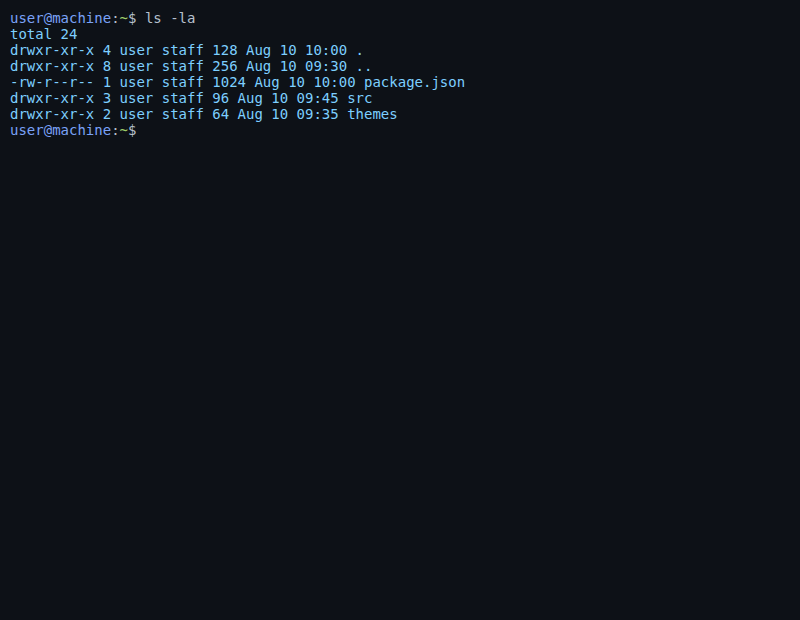 user@machine:~$ ls -la
total 24
drwxr-xr-x 4 user staff 128 Aug 10 10:00 .
drwxr-xr-x 8 user staff 256 Aug 10 09:30 ..
-rw-r--r-- 1 user staff 1024 Aug 10 10:00 package.json
drwxr-xr-x 3 user staff 96 Aug 10 09:45 src
drwxr-xr-x 2 user staff 64 Aug 10 09:35 themes
user@machine:~$